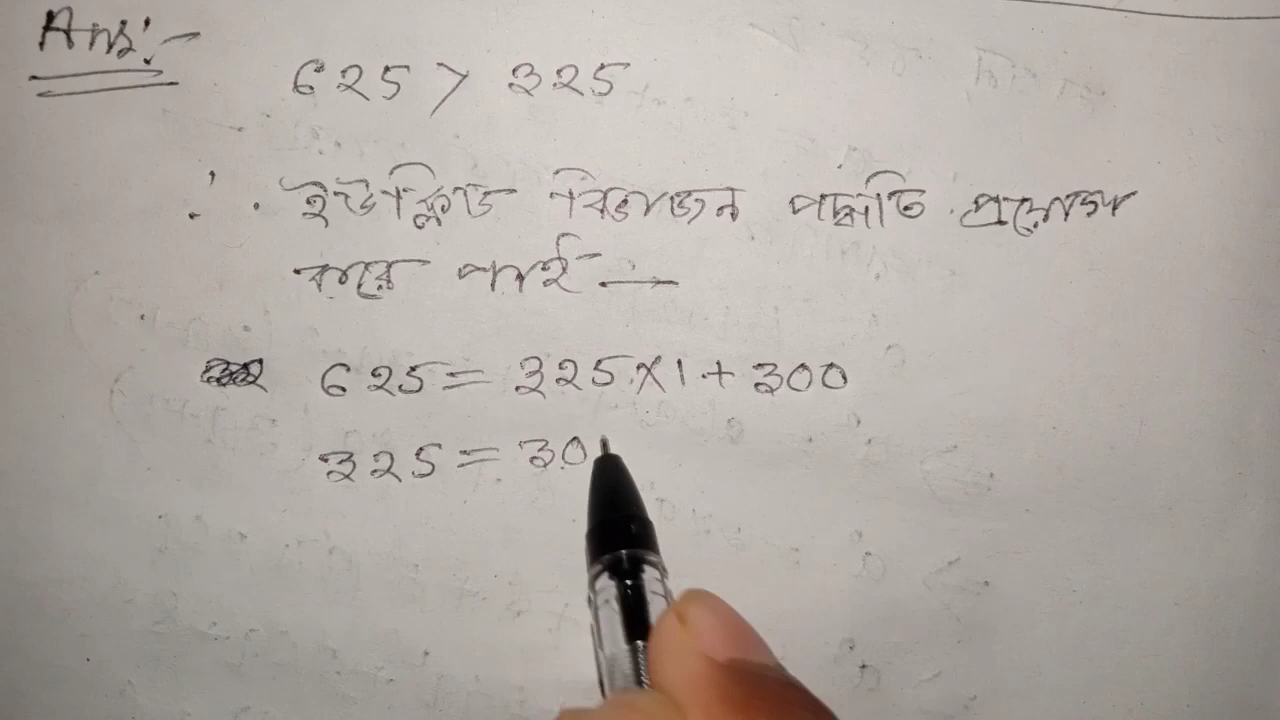 Ans:-
625 > 325
∴ ইউক্লিড বিভাজন পদ্ধতি প্রয়োগ
করে পাই —
625 = 325 × 1 + 300
325 = 30